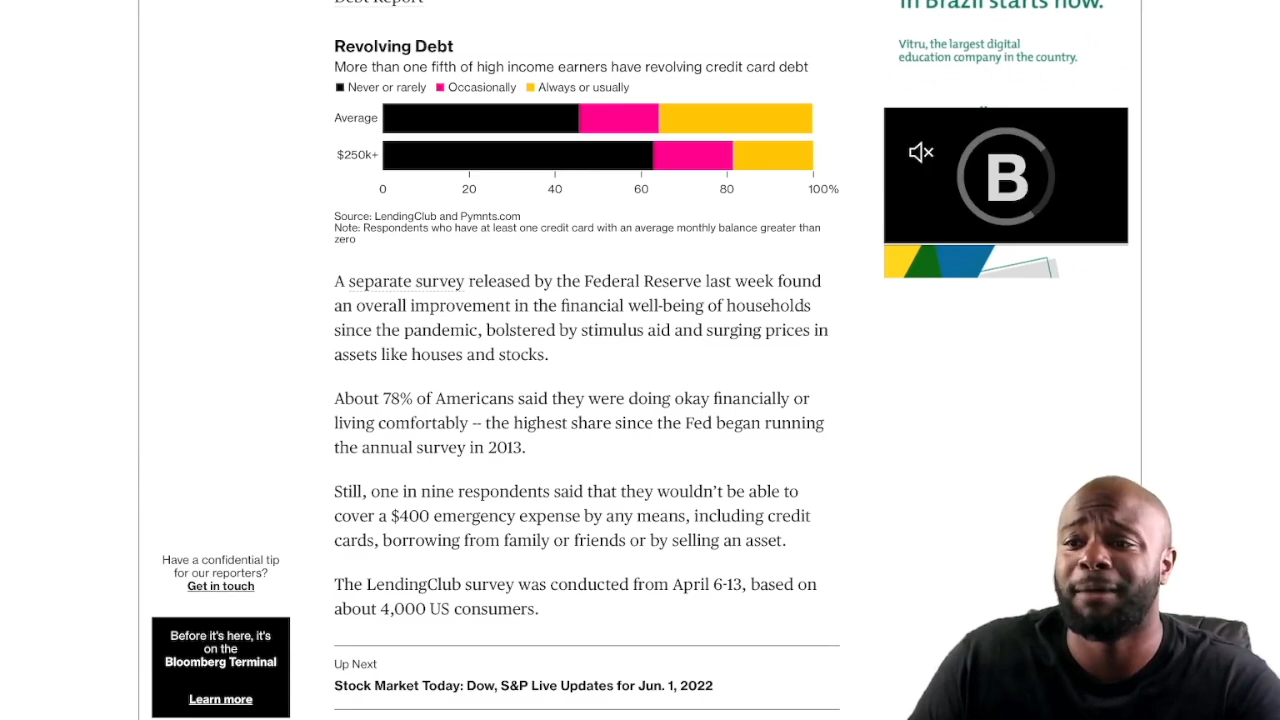 Debt Report
Revolving Debt
More than one fifth of high income earners have revolving credit card debt
Never or rarely Occasionally Always or usually
Average
$250k+
0 20 40 60 80 100%
Source: LendingClub and Pymnts.com
Note: Respondents who have at least one credit card with an average monthly balance greater than
zero
A separate survey released by the Federal Reserve last week found
an overall improvement in the financial well-being of households
since the pandemic, bolstered by stimulus aid and surging prices in
assets like houses and stocks.
About 78% of Americans said they were doing okay financially or
living comfortably -- the highest share since the Fed began running
the annual survey in 2013.
Still, one in nine respondents said that they wouldn’t be able to
cover a $400 emergency expense by any means, including credit
cards, borrowing from family or friends or by selling an asset.
The LendingClub survey was conducted from April 6-13, based on
about 4,000 US consumers.
Up Next
Stock Market Today: Dow, S&P Live Updates for Jun. 1, 2022
Have a confidential tip
for our reporters?
Get in touch
Before it's here, it's
on the
Bloomberg Terminal
Learn more
in Brazil starts now.
Vitru, the largest digital
education company in the country.
B